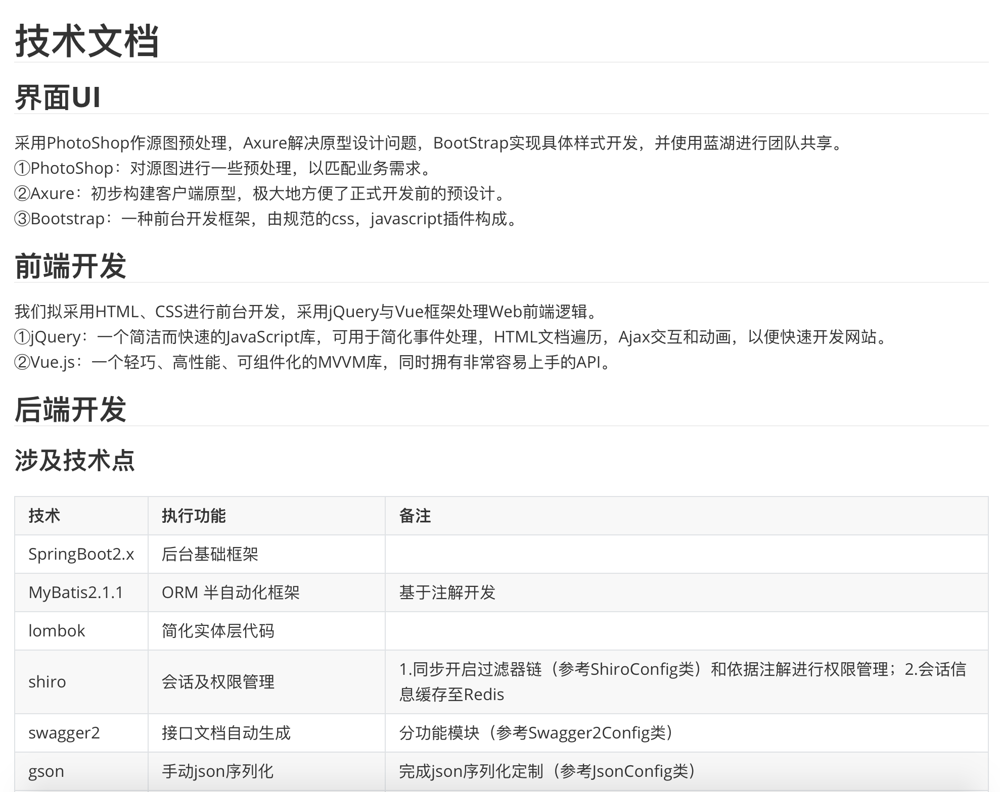 技术文档
界面UI
采用PhotoShop作源图预处理，Axure解决原型设计问题，BootStrap实现具体样式开发，并使用蓝湖进行团队共享。
①PhotoShop：对源图进行一些预处理，以匹配业务需求。
②Axure：初步构建客户端原型，极大地方便了正式开发前的预设计。
③Bootstrap：一种前台开发框架，由规范的css，javascript插件构成。
前端开发
我们拟采用HTML、CSS进行前台开发，采用jQuery与Vue框架处理Web前端逻辑。
①jQuery：一个简洁而快速的JavaScript库，可用于简化事件处理，HTML文档遍历，Ajax交互和动画，以便快速开发网站。
②Vue.js：一个轻巧、高性能、可组件化的MVVM库，同时拥有非常容易上手的API。
后端开发
涉及技术点
技术 执行功能 备注
SpringBoot2.x 后台基础框架
MyBatis2.1.1 ORM 半自动化框架 基于注解开发
lombok 简化实体层代码
shiro 会话及权限管理 1.同步开启过滤器链（参考ShiroConfig类）和依据注解进行权限管理；2.会话信
息缓存至Redis
swagger2 接口文档自动生成 分功能模块（参考Swagger2Config类）
gson 手动json序列化 完成json序列化定制（参考JsonConfig类）